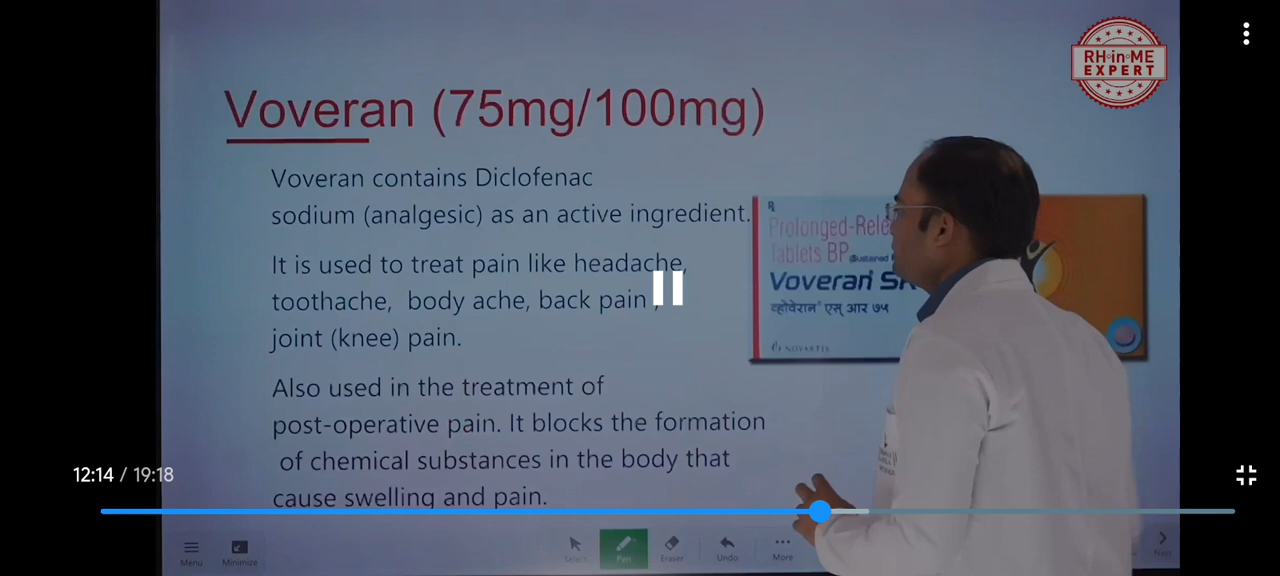 RH-in-ME
EXPERT
Voveran (75mg/100mg)
Voveran contains Diclofenac
sodium (analgesic) as an active ingredient.
It is used to treat pain like headache,
toothache, body ache, back pain ,
joint (knee) pain.
Also used in the treatment of
post-operative pain. It blocks the formation
of chemical substances in the body that
cause swelling and pain.
Rx
Prolonged-Rele
Tablets BP
Voveran SR
व्होवेरान एस् आर ७५
NOVARTIS
12:14 / 19:18
Menu
Minimize
Select
Pen
Eraser
Undo
More
Next